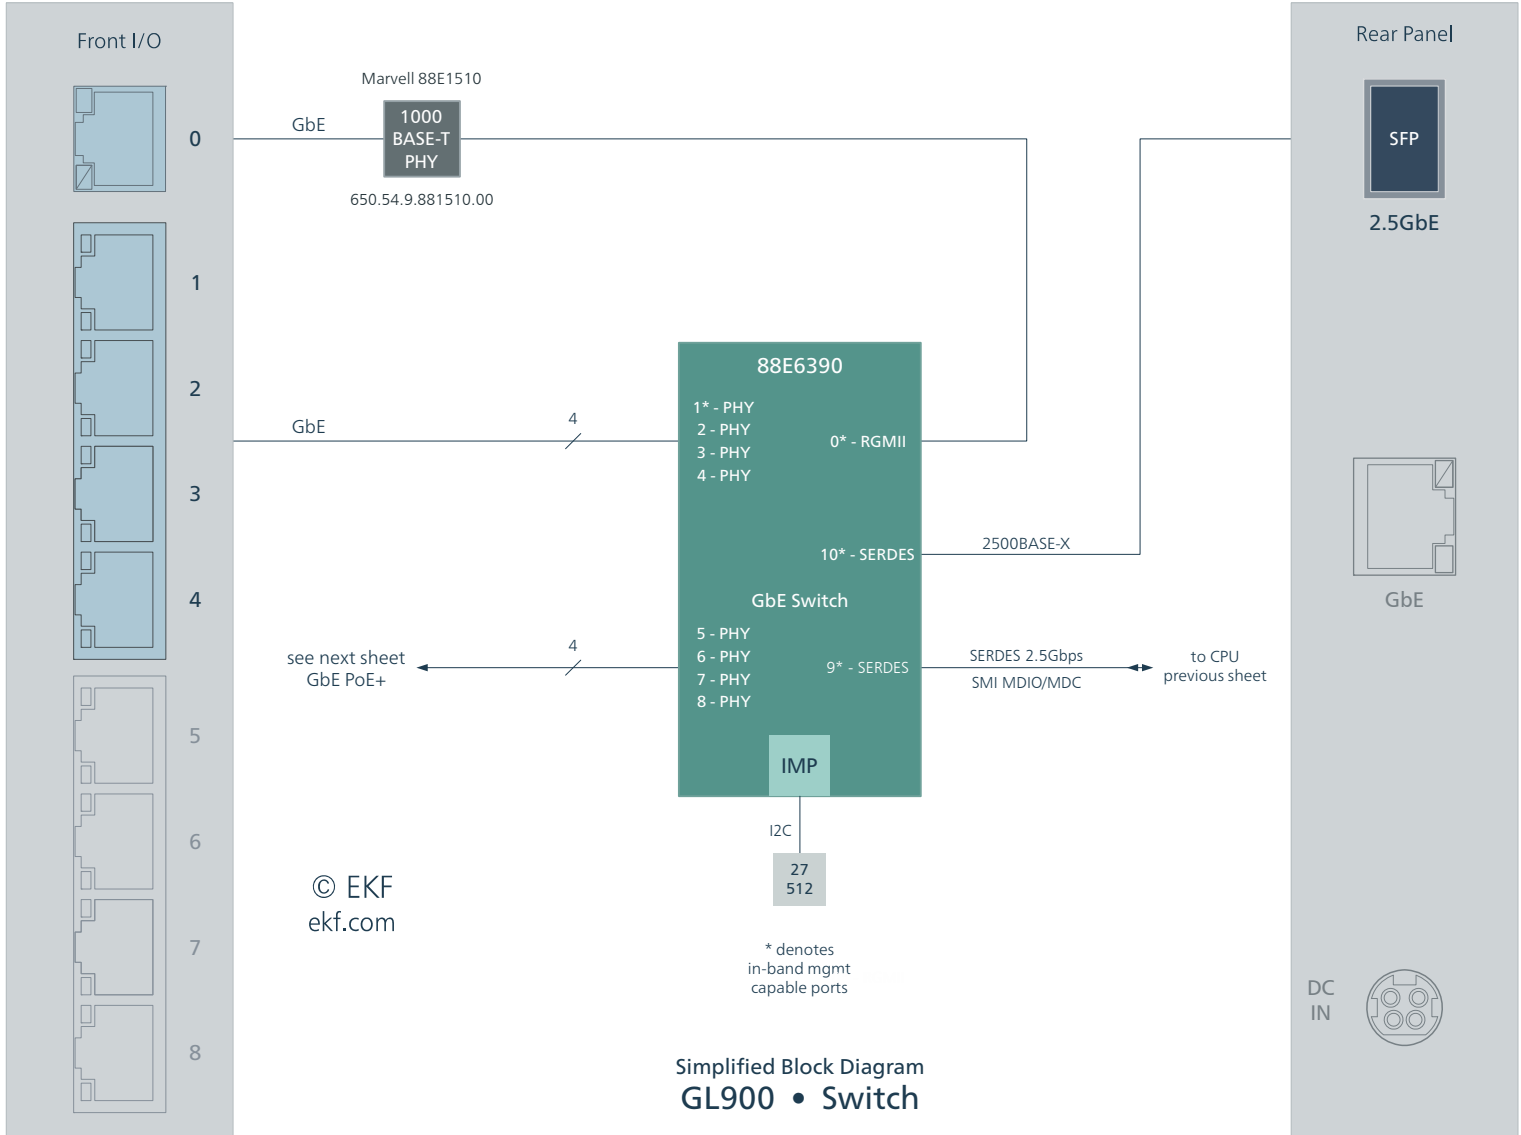 Front I/O
Rear Panel
Marvell 88E1510
0
GbE
1000
BASE-T
PHY
650.54.9.881510.00
SFP
2.5GbE
1
2
3
4
GbE
4
88E6390
1* - PHY
2 - PHY
3 - PHY
4 - PHY
0* - RGMII
10* - SERDES
2500BASE-X
GbE Switch
GbE
see next sheet
GbE PoE+
4
5 - PHY
6 - PHY
7 - PHY
8 - PHY
9* - SERDES
SERDES 2.5Gbps
SMI MDIO/MDC
to CPU
previous sheet
IMP
I2C
27
512
5
6
7
8
© EKF
ekf.com
* denotes
in-band mgmt
capable ports
DC
IN
Simplified Block Diagram
GL900 • Switch